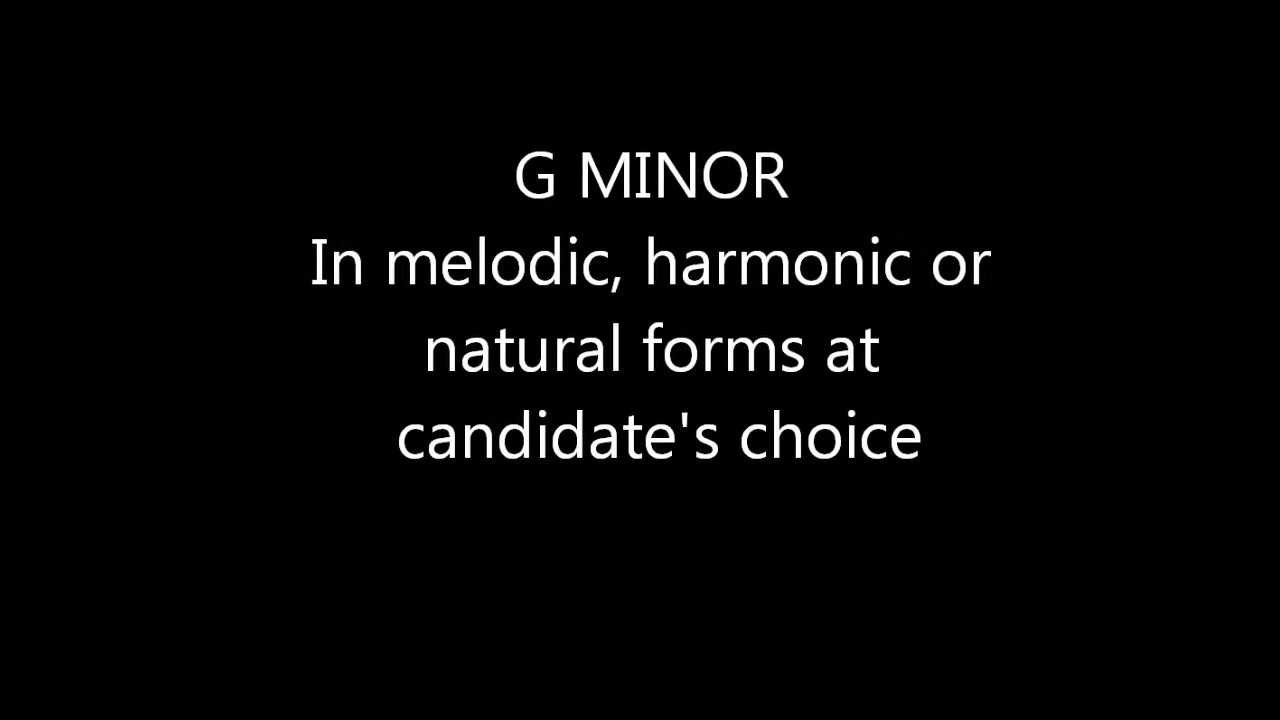 G MINOR
In melodic, harmonic or
natural forms at
candidate's choice